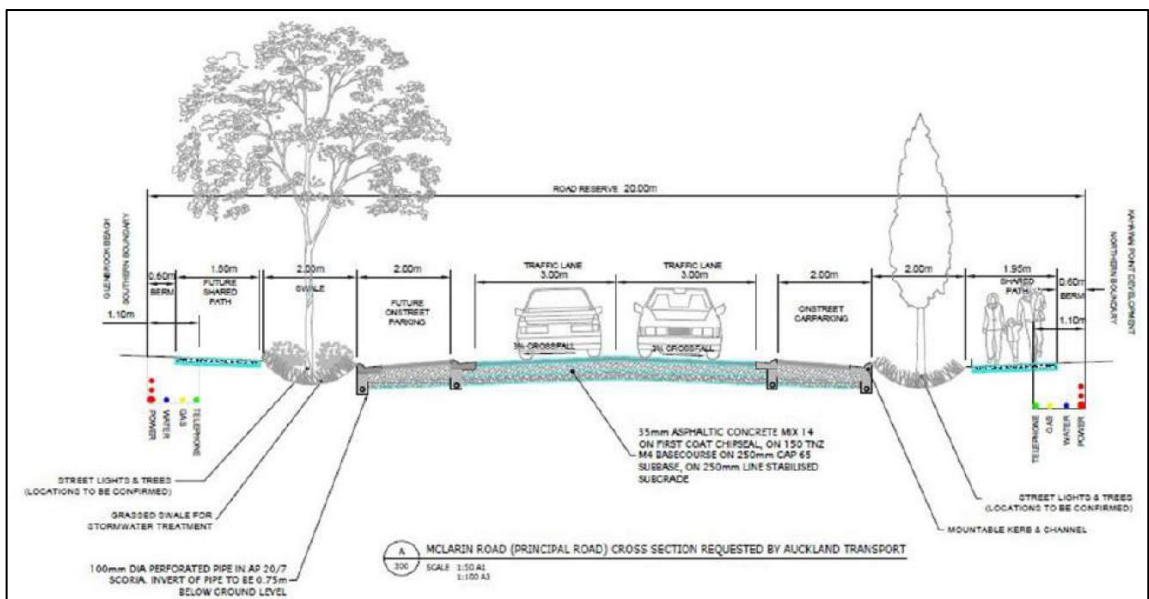 ROAD RESERVE 20.00m
GLENBROOK BEACH
SOUTHERN BOUNDARY
0.60m
BERM
1.10m
FUTURE
SHARED
PATH
2.00m
SWALE
2.00m
FUTURE
ONSTREET
PARKING
TRAFFIC LANE
3.00m
TRAFFIC LANE
3.00m
2.00m
ONSTREET
CARPARKING
2.00m
1.95m
SHARED
PATH
0.60m
BERM
1.10m
DEVELOPMENT
NORTHERN BOUNDARY
3% CROSSFALL
3% CROSSFALL
POWER
WATER
GAS
TELEPHONE
TELEPHONE
GAS
WATER
POWER
35mm ASPHALTIC CONCRETE MIX 14
ON FIRST COAT CHIPSEAL, ON 150 TNZ
M4 BASECOURSE ON 250mm GAP 65
SUBBASE, ON 250mm LINE STABILISED
SUBGRADE
STREET LIGHTS & TREES
(LOCATIONS TO BE CONFIRMED)
GRASSED SWALE FOR
STORMWATER TREATMENT
100mm DIA PERFORATED PIPE IN AP 20/7
SCORIA. INVERT OF PIPE TO BE 0.75m
BELOW GROUND LEVEL
STREET LIGHTS & TREES
(LOCATIONS TO BE CONFIRMED)
MOUNTABLE KERB & CHANNEL
A
300
MCLARIN ROAD (PRINCIPAL ROAD) CROSS SECTION REQUESTED BY AUCKLAND TRANSPORT
SCALE 1:50 A1
1:100 A3